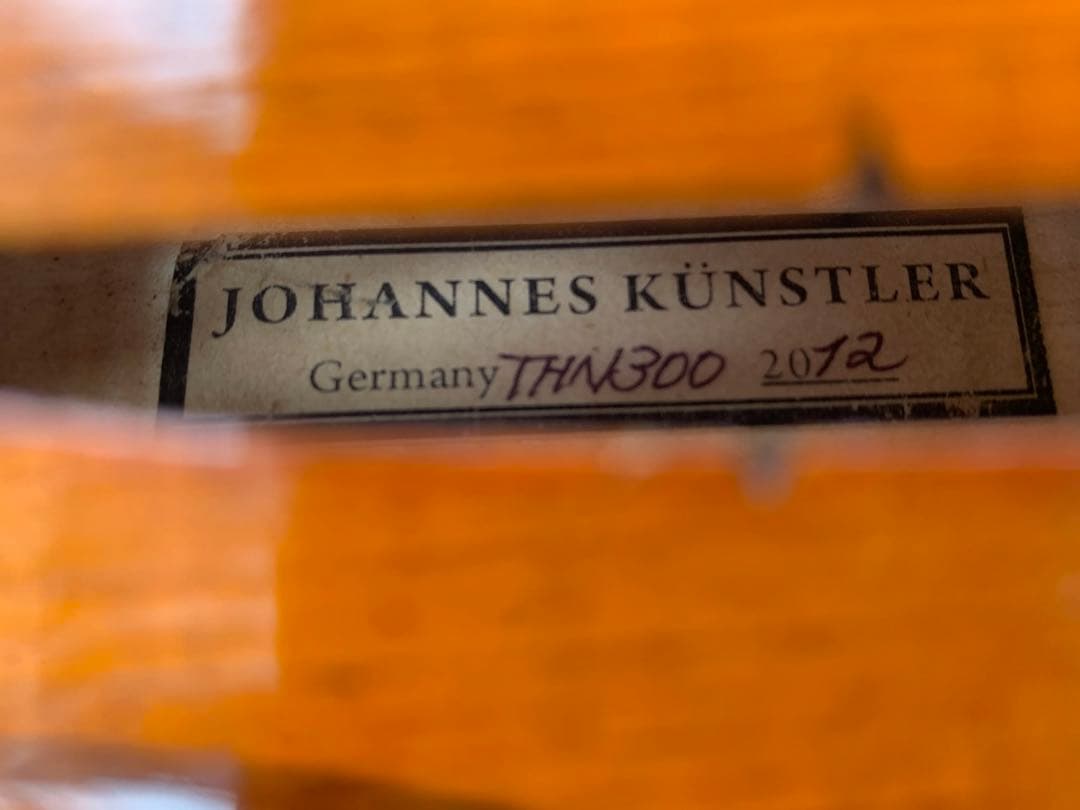 JOHANNES KÜNSTLER
Germany THN300 2012